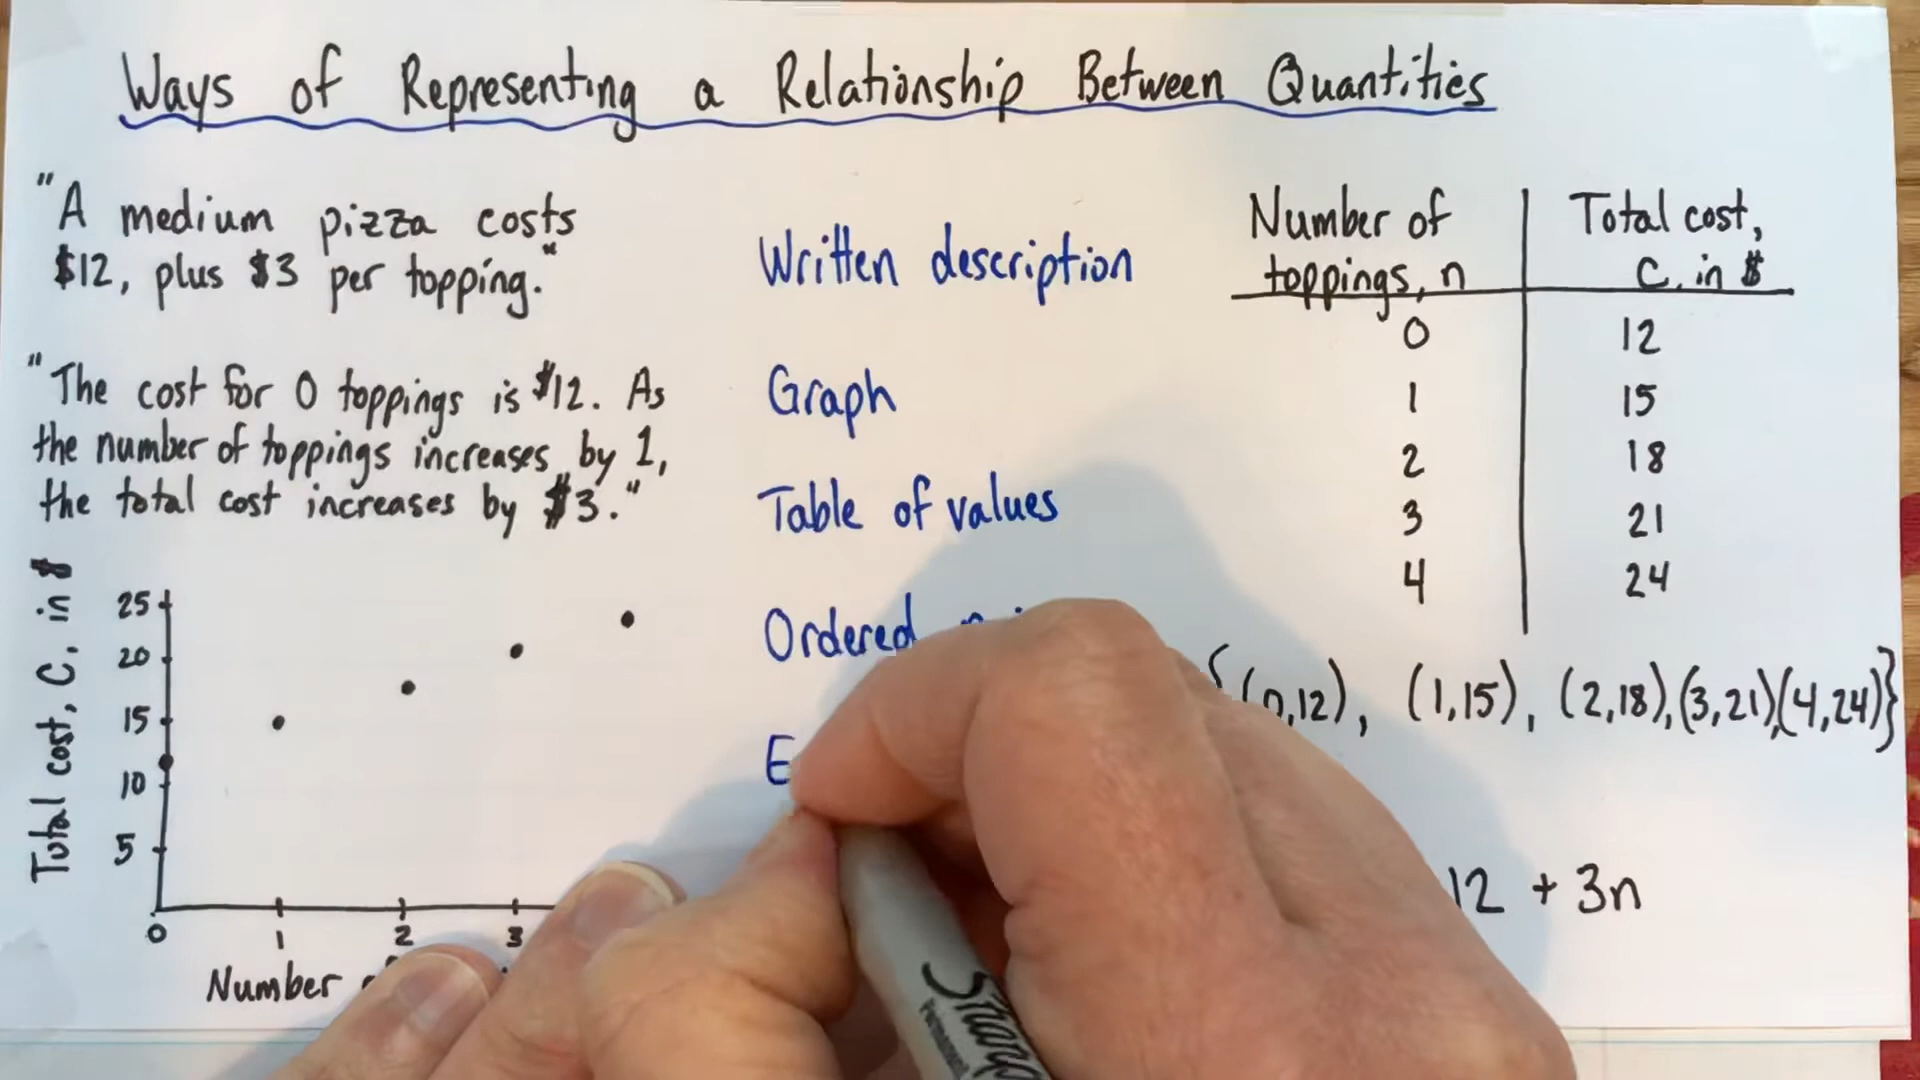 Ways of Representing a Relationship Between Quantities
"A medium pizza costs
$12, plus $3 per topping."
"The cost for 0 toppings is $12. As
the number of toppings increases by 1,
the total cost increases by $3."
Total cost, C, in $
25
20
15
10
5
0 1 2 3
Number
Written description
Graph
Table of values
Ordered
E
Number of toppings, n
Total cost, C, in $
0 12
1 15
2 18
3 21
4 24
{(0,12), (1,15), (2,18), (3,21), (4,24)}
12 + 3n
Sharp